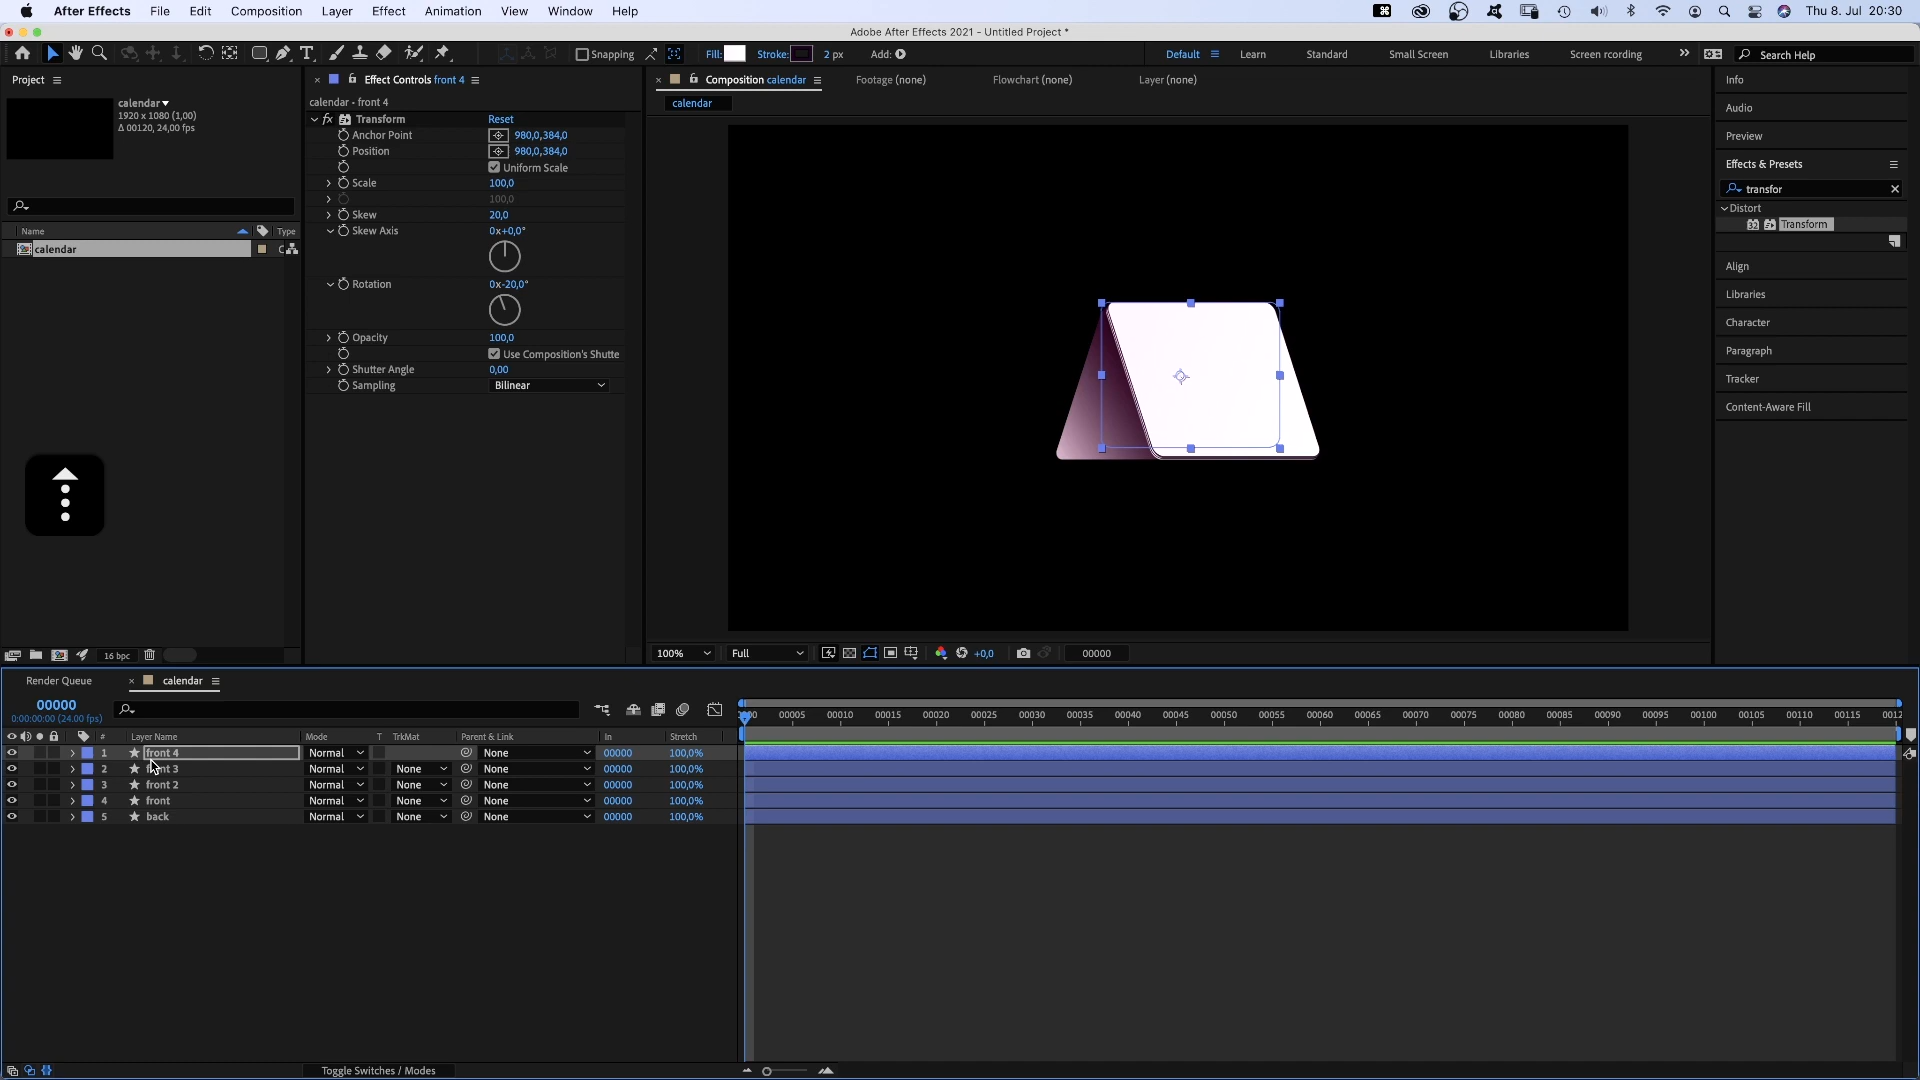 After Effects File Edit Composition Layer Effect Animation View Window Help Thu 8. Jul 20:30
Adobe After Effects 2021 - Untitled Project *
Snapping Fill: Stroke: 2 px Add: Default Learn Standard Small Screen Libraries Screen recording Search Help
Project
Effect Controls front 4
Composition calendar
Footage (none)
Flowchart (none)
Layer (none)
Info
calendar
1920 x 1080 (1,00)
Δ 00120, 24,00 fps
calendar - front 4
calendar
Audio
fx Transform Reset
Anchor Point 980,0,384,0
Position 980,0,384,0
Uniform Scale
Scale 100,0
100,0
Skew 20,0
Skew Axis 0x+0,0°
Rotation 0x-20,0°
Opacity 100,0
Use Composition's Shutte
Shutter Angle 0,00
Sampling Bilinear
Preview
Effects & Presets
transfor
Distort
32 Transform
Align
Libraries
Character
Paragraph
Tracker
Content-Aware Fill
Name Type
calendar
16 bpc
100% Full +0,0 00000
Render Queue calendar
00000
0:00:00:00 (24.00 fps)
00005 00010 00015 00020 00025 00030 00035 00040 00045 00050 00055 00060 00065 00070 00075 00080 00085 00090 00095 00100 00105 00110 00115 0012
# Layer Name Mode T TrkMat Parent & Link In Stretch
1 front 4 Normal None 00000 100,0%
2 front 3 Normal None None 00000 100,0%
3 front 2 Normal None None 00000 100,0%
4 front Normal None None 00000 100,0%
5 back Normal None None 00000 100,0%
Toggle Switches / Modes